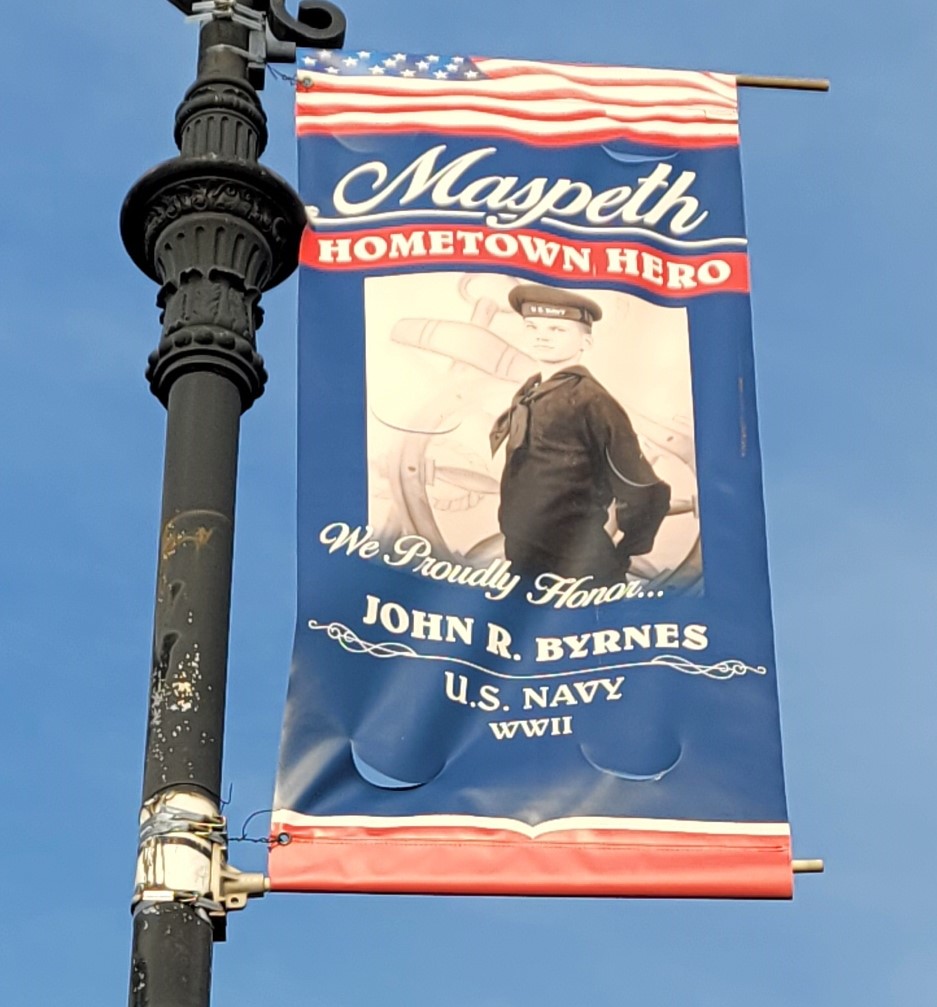 Maspeth
HOMETOWN HERO
U.S. NAVY
We Proudly Honor...
JOHN R. BYRNES
U.S. NAVY
WWII